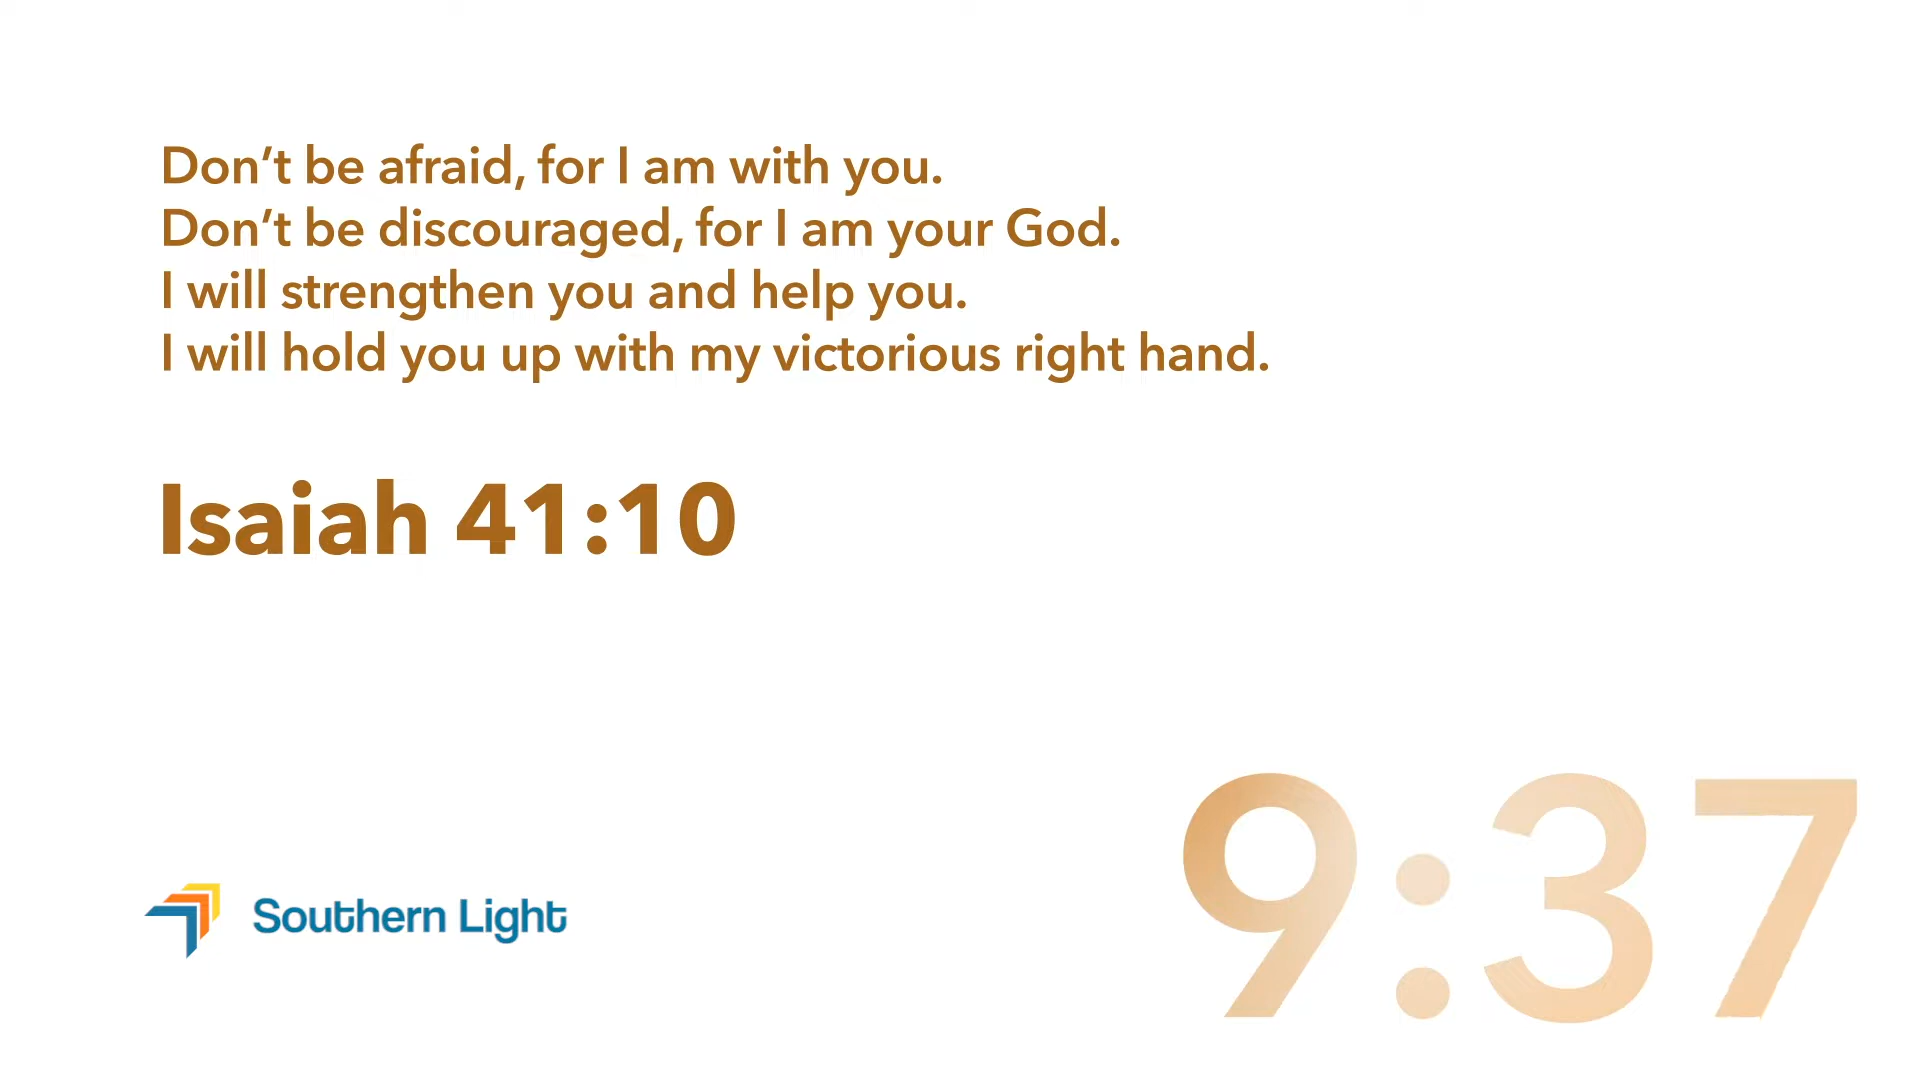 Don’t be afraid, for I am with you.
Don’t be discouraged, for I am your God.
I will strengthen you and help you.
I will hold you up with my victorious right hand.
Isaiah 41:10
Southern Light
9:37